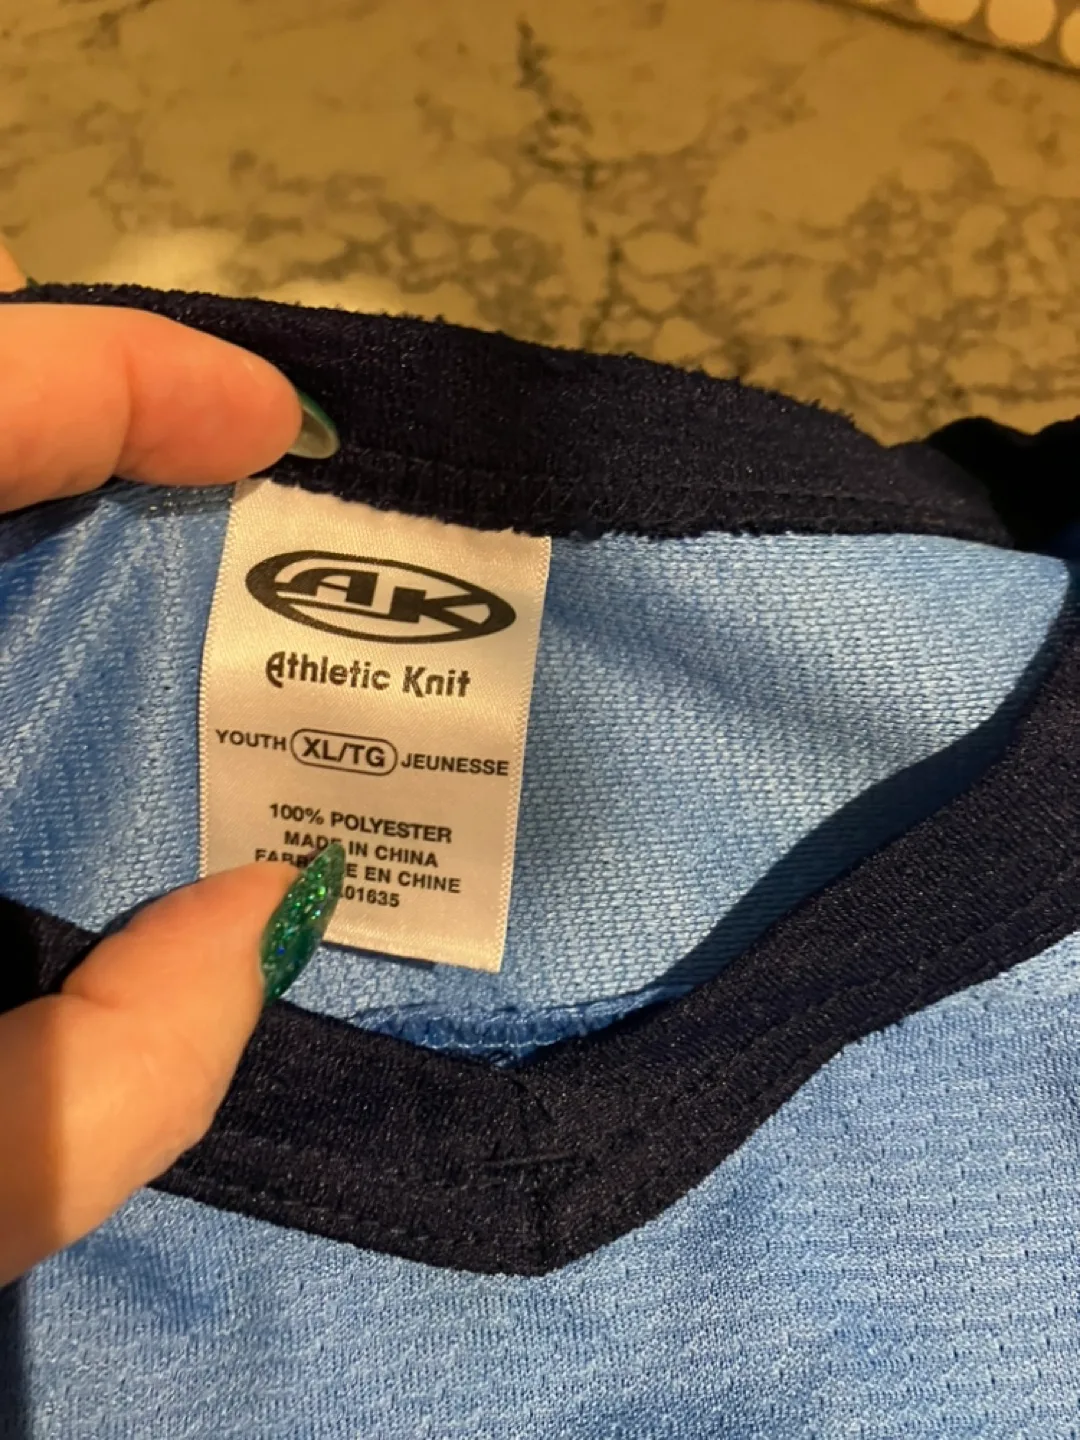 AK
Athletic Knit
YOUTH XL/TG JEUNESSE
100% POLYESTER
MADE IN CHINA
EN CHINE
01635